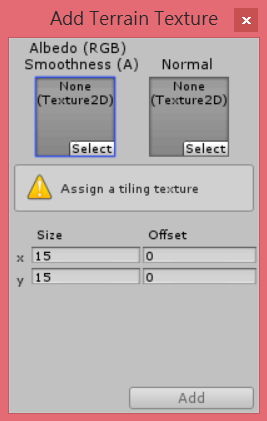 Add Terrain Texture
x
Albedo (RGB)
Smoothness (A) Normal
None
(Texture2D)
Select
None
(Texture2D)
Select
Assign a tiling texture
Size Offset
x 15 0
y 15 0
Add